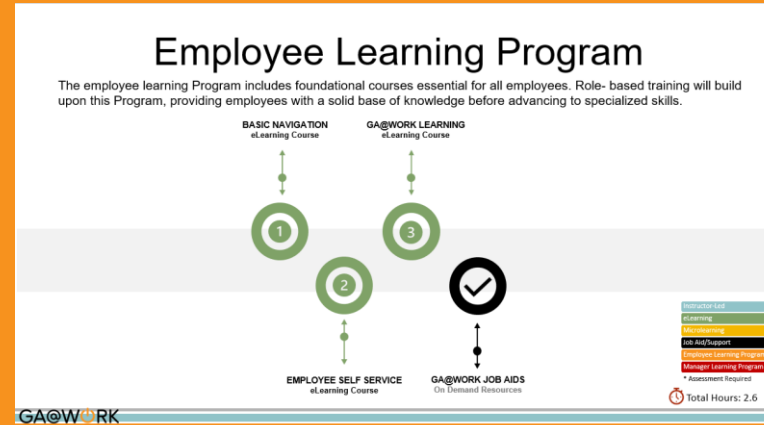 Employee Learning Program
The employee learning Program includes foundational courses essential for all employees. Role- based training will build
upon this Program, providing employees with a solid base of knowledge before advancing to specialized skills.
BASIC NAVIGATION
eLearning Course
GA@WORK LEARNING
eLearning Course
1
3
2
EMPLOYEE SELF SERVICE
eLearning Course
GA@WORK JOB AIDS
On Demand Resources
Instructor-Led
eLearning
Microlearning
Job Aid/Support
Employee Learning Program
Manager Learning Program
* Assessment Required
Total Hours: 2.6
GA@WORK